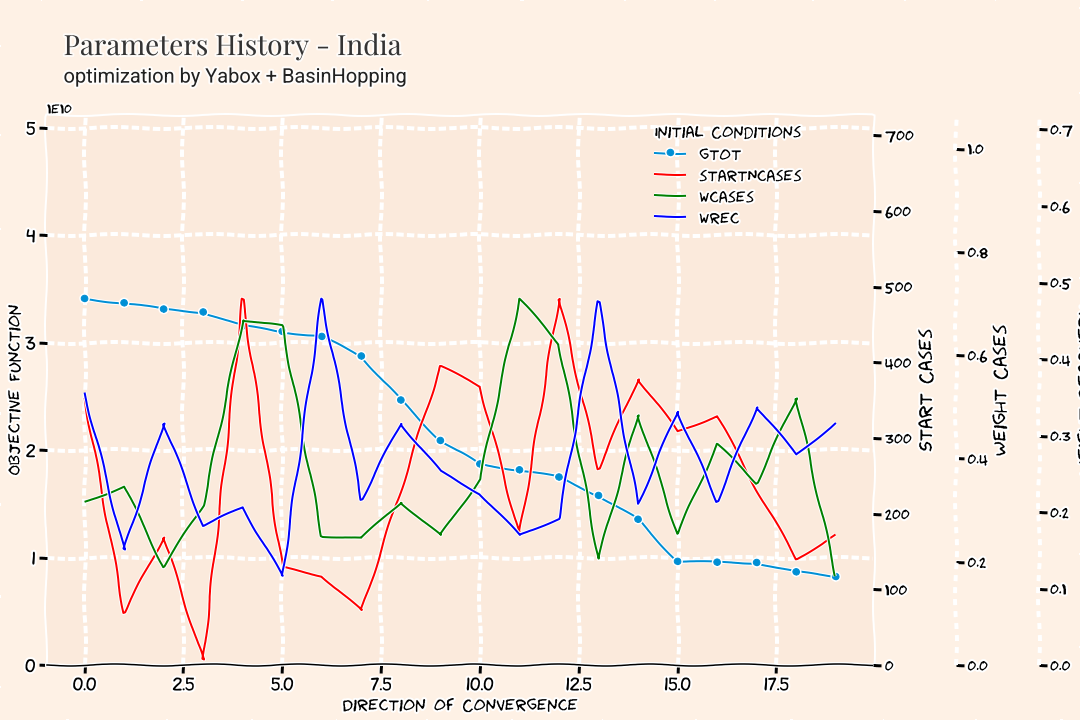 Parameters History - India
optimization by Yabox + BasinHopping
1E10
INITIAL CONDITIONS
GTOT
STARTNCASES
WCASES
WREC
5
4
3
2
1
0
OBJECTIVE FUNCTION
0.0 2.5 5.0 7.5 10.0 12.5 15.0 17.5
DIRECTION OF CONVERGENCE
700
600
500
400
300
200
100
0
START CASES
1.0
0.8
0.6
0.4
0.2
0.0
WEIGHT CASES
0.7
0.6
0.5
0.4
0.3
0.2
0.1
0.0